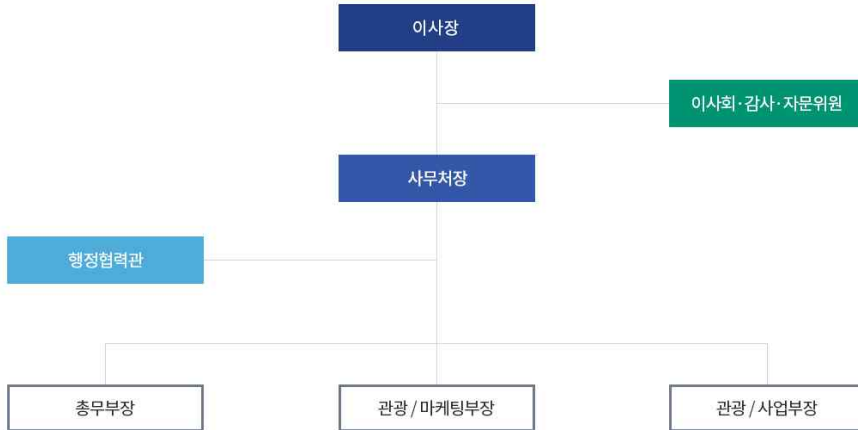 이사장
이사회·감사·자문위원
사무처장
행정협력관
총무부장
관광 / 마케팅부장
관광 / 사업부장